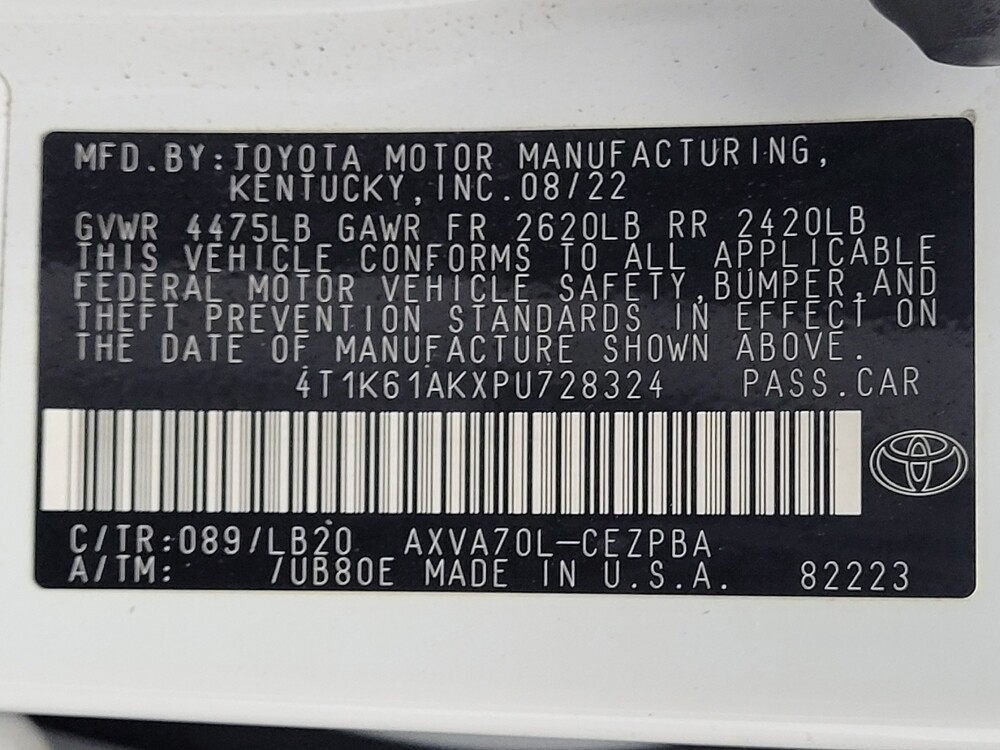 MFD.BY:TOYOTA MOTOR MANUFACTURING,
KENTUCKY,INC.08/22
GVWR 4475LB GAWR FR 2620LB RR 2420LB
THIS VEHICLE CONFORMS TO ALL APPLICABLE
FEDERAL MOTOR VEHICLE SAFETY,BUMPER,AND
THEFT PREVENTION STANDARDS IN EFFECT ON
THE DATE OF MANUFACTURE SHOWN ABOVE.
4T1K61AKXPU728324 PASS.CAR
C/TR:089/LB20 AXVA70L-CEZPBA
A/TM: /UB80E MADE IN U.S.A. 82223